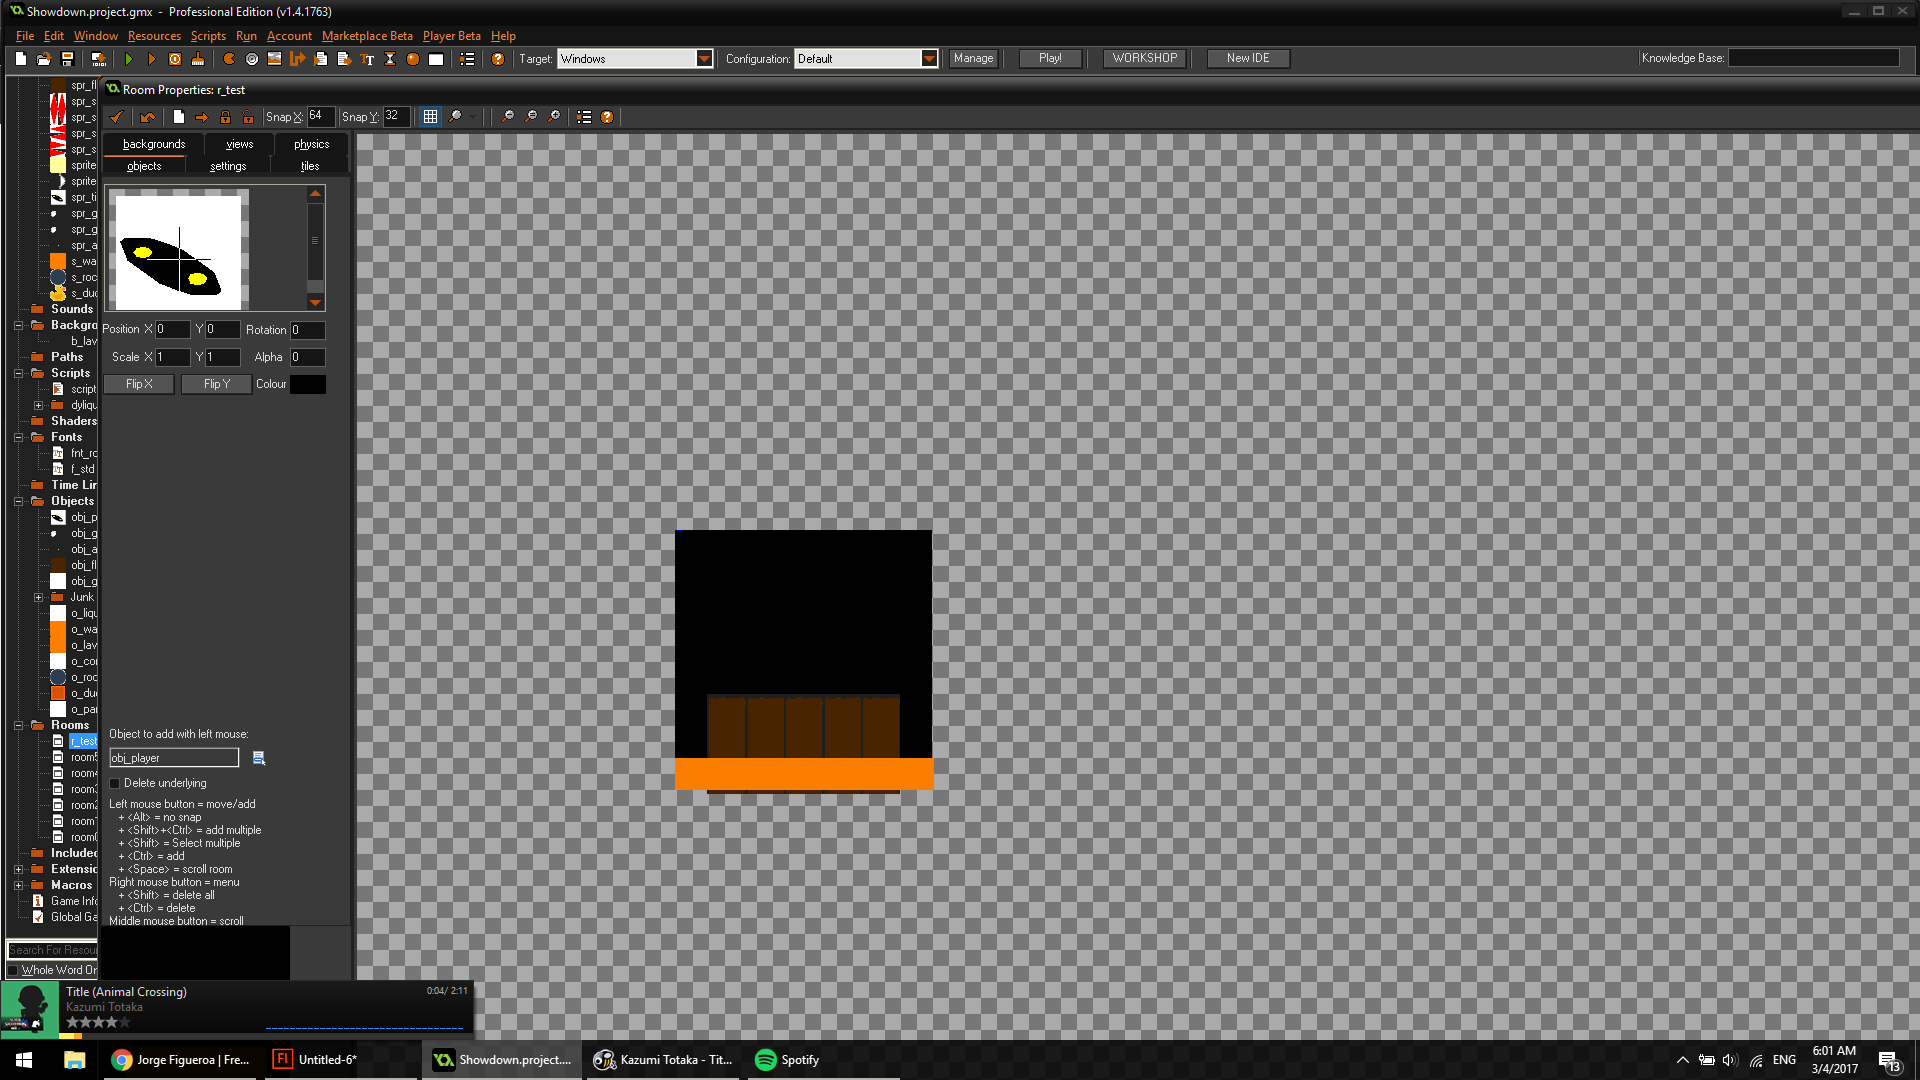 Showdown.project.gmx - Professional Edition (v1.4.1763)
File Edit Window Resources Scripts Run Account Marketplace Beta Player Beta Help
Target: Windows Configuration: Default Manage Play! WORKSHOP New IDE Knowledge Base:
Room Properties: r_test
Snap X: 64 Snap Y: 32
backgrounds views physics
objects settings tiles
spr_fl
spr_s
spr_s
spr_s
spr_s
sprite
sprite
spr_ti
spr_g
spr_g
spr_a
s_wa
s_roc
s_duc
Sounds
Backgro
b_lav
Paths
Scripts
script
dyliqu
Shaders
Fonts
fnt_rc
f_std
Time Lin
Objects
obj_p
obj_g
obj_a
obj_fl
obj_g
Junk
o_liqu
o_wa
o_lav
o_cor
o_roc
o_duc
o_par
Rooms
r_test
room5
room4
room3
room2
room1
room(
Included
Extensio
Macros
Game Info
Global Ga
Search For Resour
Whole Word On
Position X 0 Y 0 Rotation 0
Scale X 1 Y 1 Alpha 0
Flip X Flip Y Colour
Object to add with left mouse:
obj_player
Delete underlying
Left mouse button = move/add
+ <Alt> = no snap
+ <Shift>+<Ctrl> = add multiple
+ <Shift> = Select multiple
+ <Ctrl> = add
+ <Space> = scroll room
Right mouse button = menu
+ <Shift> = delete all
+ <Ctrl> = delete
Middle mouse button = scroll
Title (Animal Crossing) 0:04/ 2:11
Kazumi Totaka
Jorge Figueroa | Fre... Untitled-6* Showdown.project.... Kazumi Totaka - Tit... Spotify
ENG
6:01 AM
3/4/2017
13